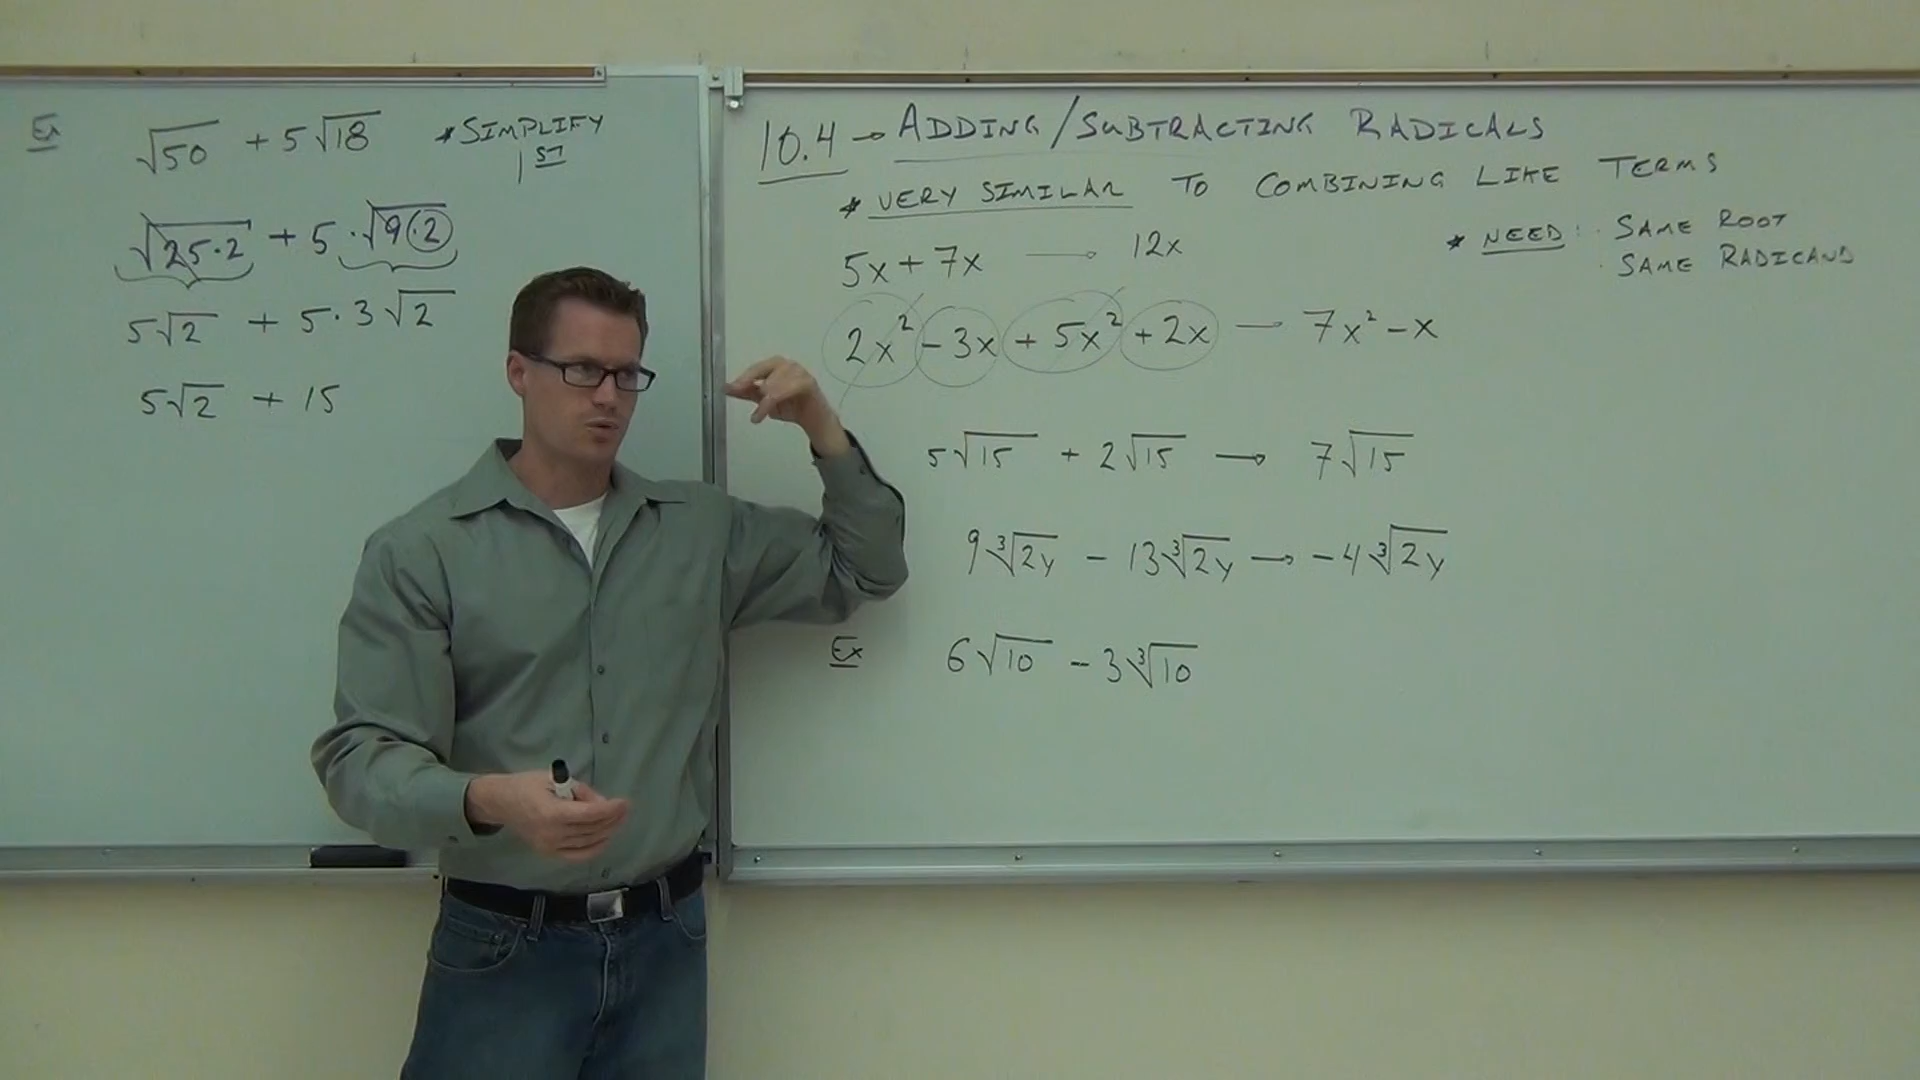 Ex √50 + 5√18 * SIMPLIFY 1ST
√25·2 + 5·√9·2
5√2 + 5·3√2
5√2 + 15
10.4 → ADDING/SUBTRACTING RADICALS
* VERY SIMILAR TO COMBINING LIKE TERMS
* NEED: · SAME ROOT
· SAME RADICAND
5x + 7x → 12x
2x² - 3x + 5x² + 2x → 7x² - x
5√15 + 2√15 → 7√15
9∛2y - 13∛2y → -4∛2y
Ex 6√10 - 3∛10